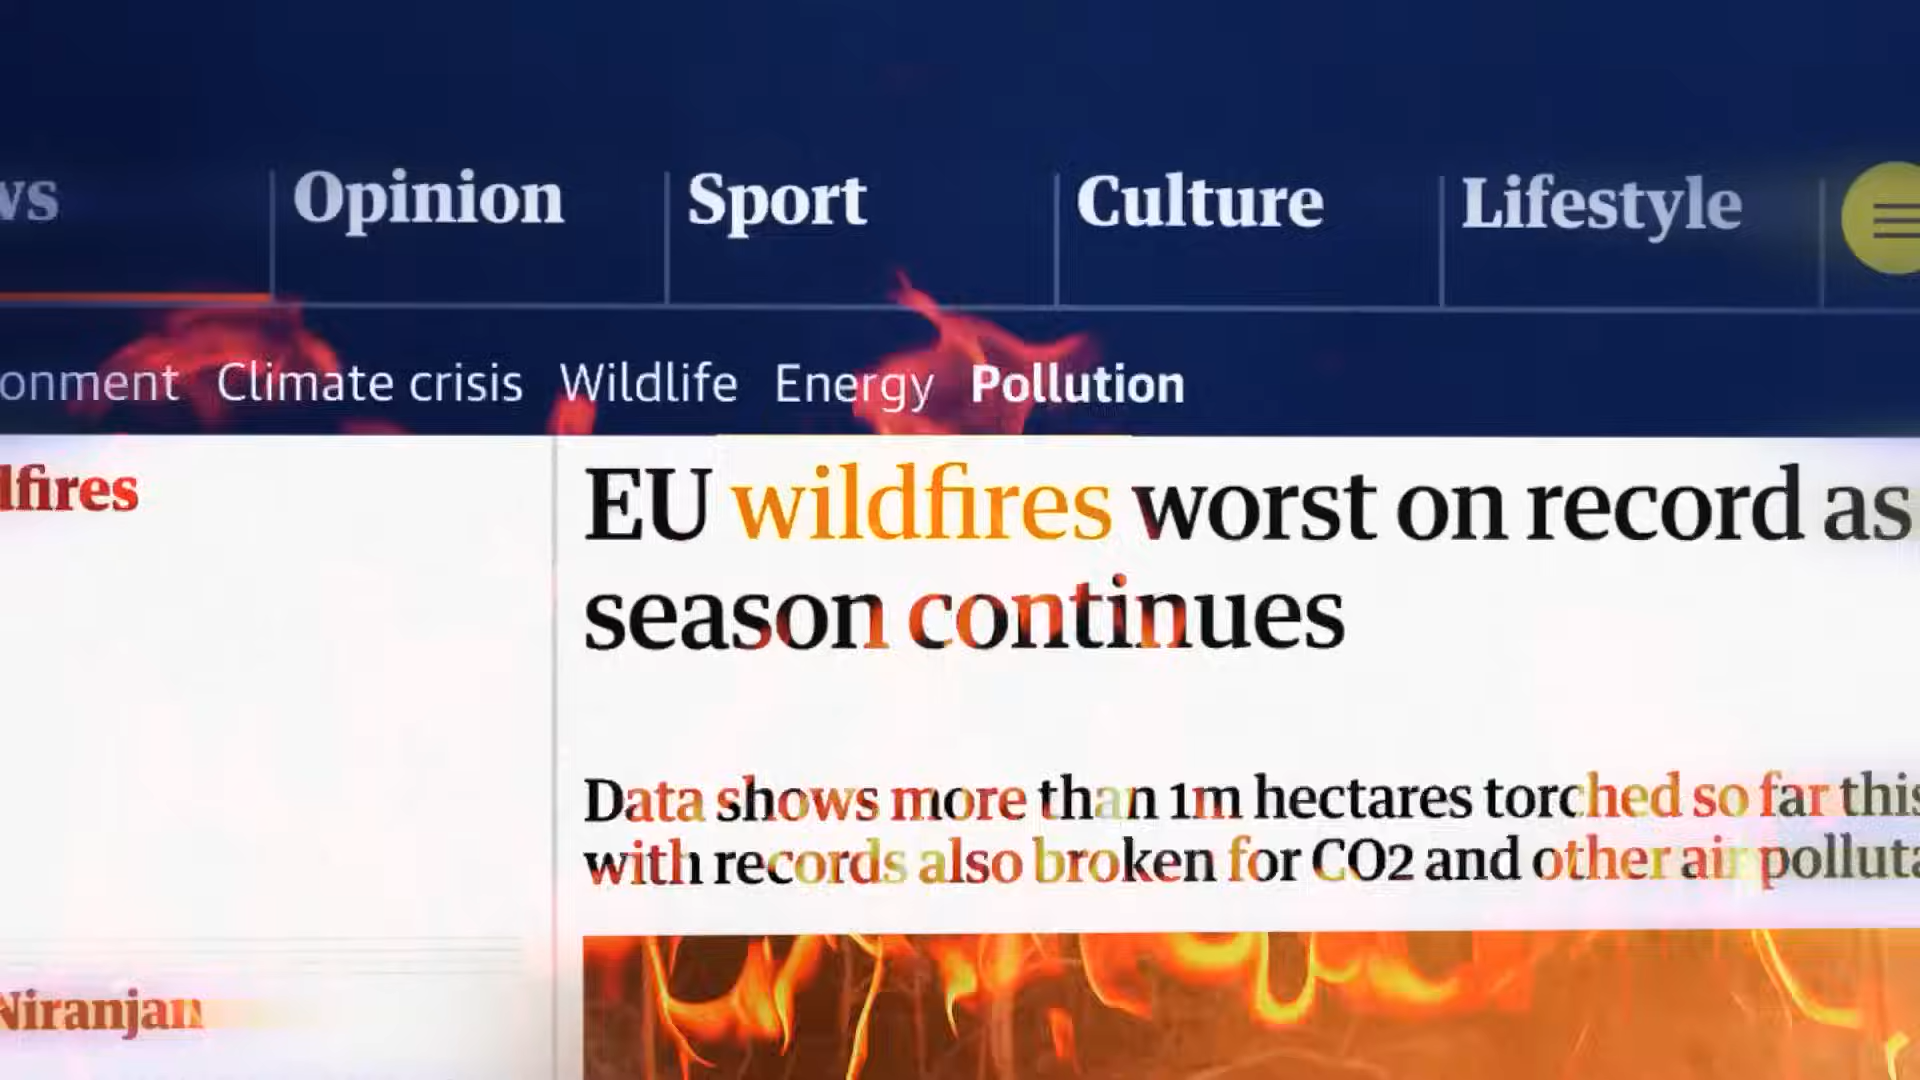 ws Opinion Sport Culture Lifestyle
onment Climate crisis Wildlife Energy Pollution
lfires
EU wildfires worst on record as
season continues
Data shows more than 1m hectares torched so far this
with records also broken for CO2 and other air polluta
Niranjan